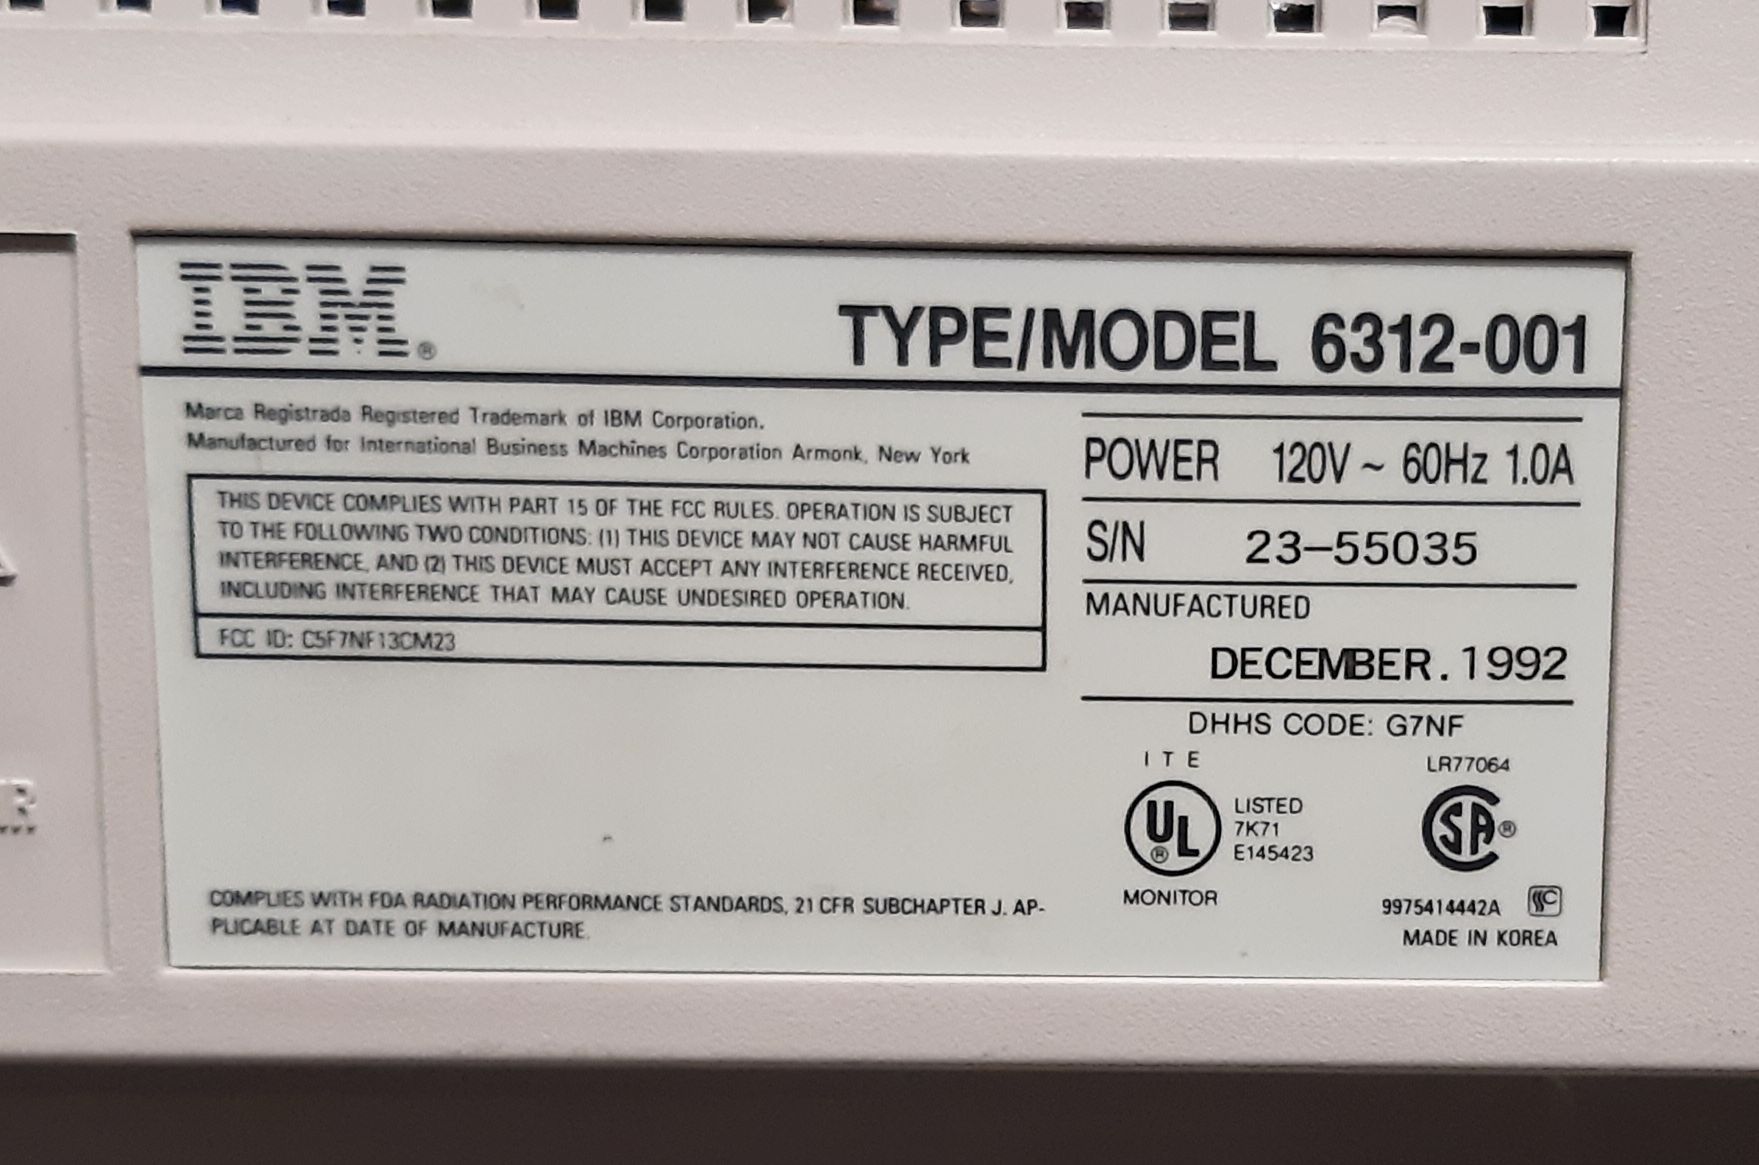 IBM®
TYPE/MODEL 6312-001
Marca Registrada Registered Trademark of IBM Corporation.
Manufactured for International Business Machines Corporation Armonk, New York
THIS DEVICE COMPLIES WITH PART 15 OF THE FCC RULES. OPERATION IS SUBJECT
TO THE FOLLOWING TWO CONDITIONS: (1) THIS DEVICE MAY NOT CAUSE HARMFUL
INTERFERENCE, AND (2) THIS DEVICE MUST ACCEPT ANY INTERFERENCE RECEIVED,
INCLUDING INTERFERENCE THAT MAY CAUSE UNDESIRED OPERATION.
FCC ID: C5F7NF13CM23
COMPLIES WITH FDA RADIATION PERFORMANCE STANDARDS, 21 CFR SUBCHAPTER J. AP-
PLICABLE AT DATE OF MANUFACTURE.
POWER 120V ~ 60Hz 1.0A
S/N 23-55035
MANUFACTURED
DECEMBER. 1992
DHHS CODE: G7NF
I T E
UL®
LISTED
7K71
E145423
MONITOR
LR77064
SA®
9975414442A
MADE IN KOREA